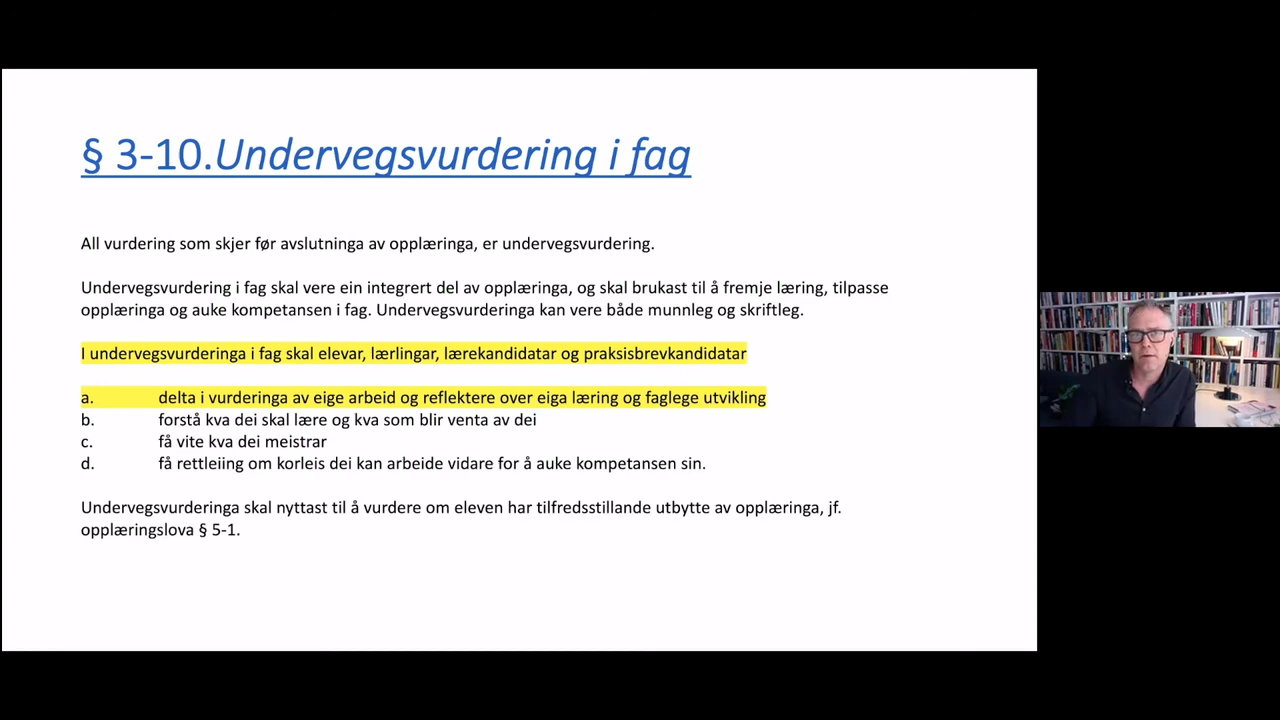 § 3-10.Undervegsvurdering i fag
All vurdering som skjer før avslutninga av opplæringa, er undervegsvurdering.
Undervegsvurdering i fag skal vere ein integrert del av opplæringa, og skal brukast til å fremje læring, tilpasse
opplæringa og auke kompetansen i fag. Undervegsvurderinga kan vere både munnleg og skriftleg.
I undervegsvurderinga i fag skal elevar, lærlingar, lærekandidatar og praksisbrevkandidatar
a. delta i vurderinga av eige arbeid og reflektere over eiga læring og faglege utvikling
b. forstå kva dei skal lære og kva som blir venta av dei
c. få vite kva dei meistrar
d. få rettleiing om korleis dei kan arbeide vidare for å auke kompetansen sin.
Undervegsvurderinga skal nyttast til å vurdere om eleven har tilfredsstillande utbytte av opplæringa, jf.
opplæringslova § 5-1.